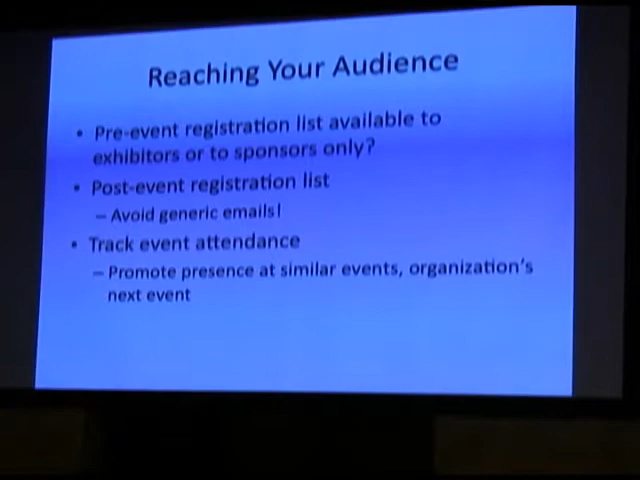 Reaching Your Audience
• Pre-event registration list available to
exhibitors or to sponsors only?
• Post-event registration list
– Avoid generic emails!
• Track event attendance
– Promote presence at similar events, organization's
next event